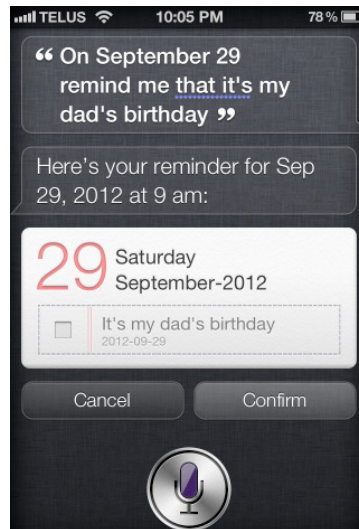 TELUS 10:05 PM 78%
“ On September 29
remind me that it's my
dad's birthday ”
Here's your reminder for Sep
29, 2012 at 9 am:
29 Saturday
September-2012
It's my dad's birthday
2012-09-29
Cancel Confirm